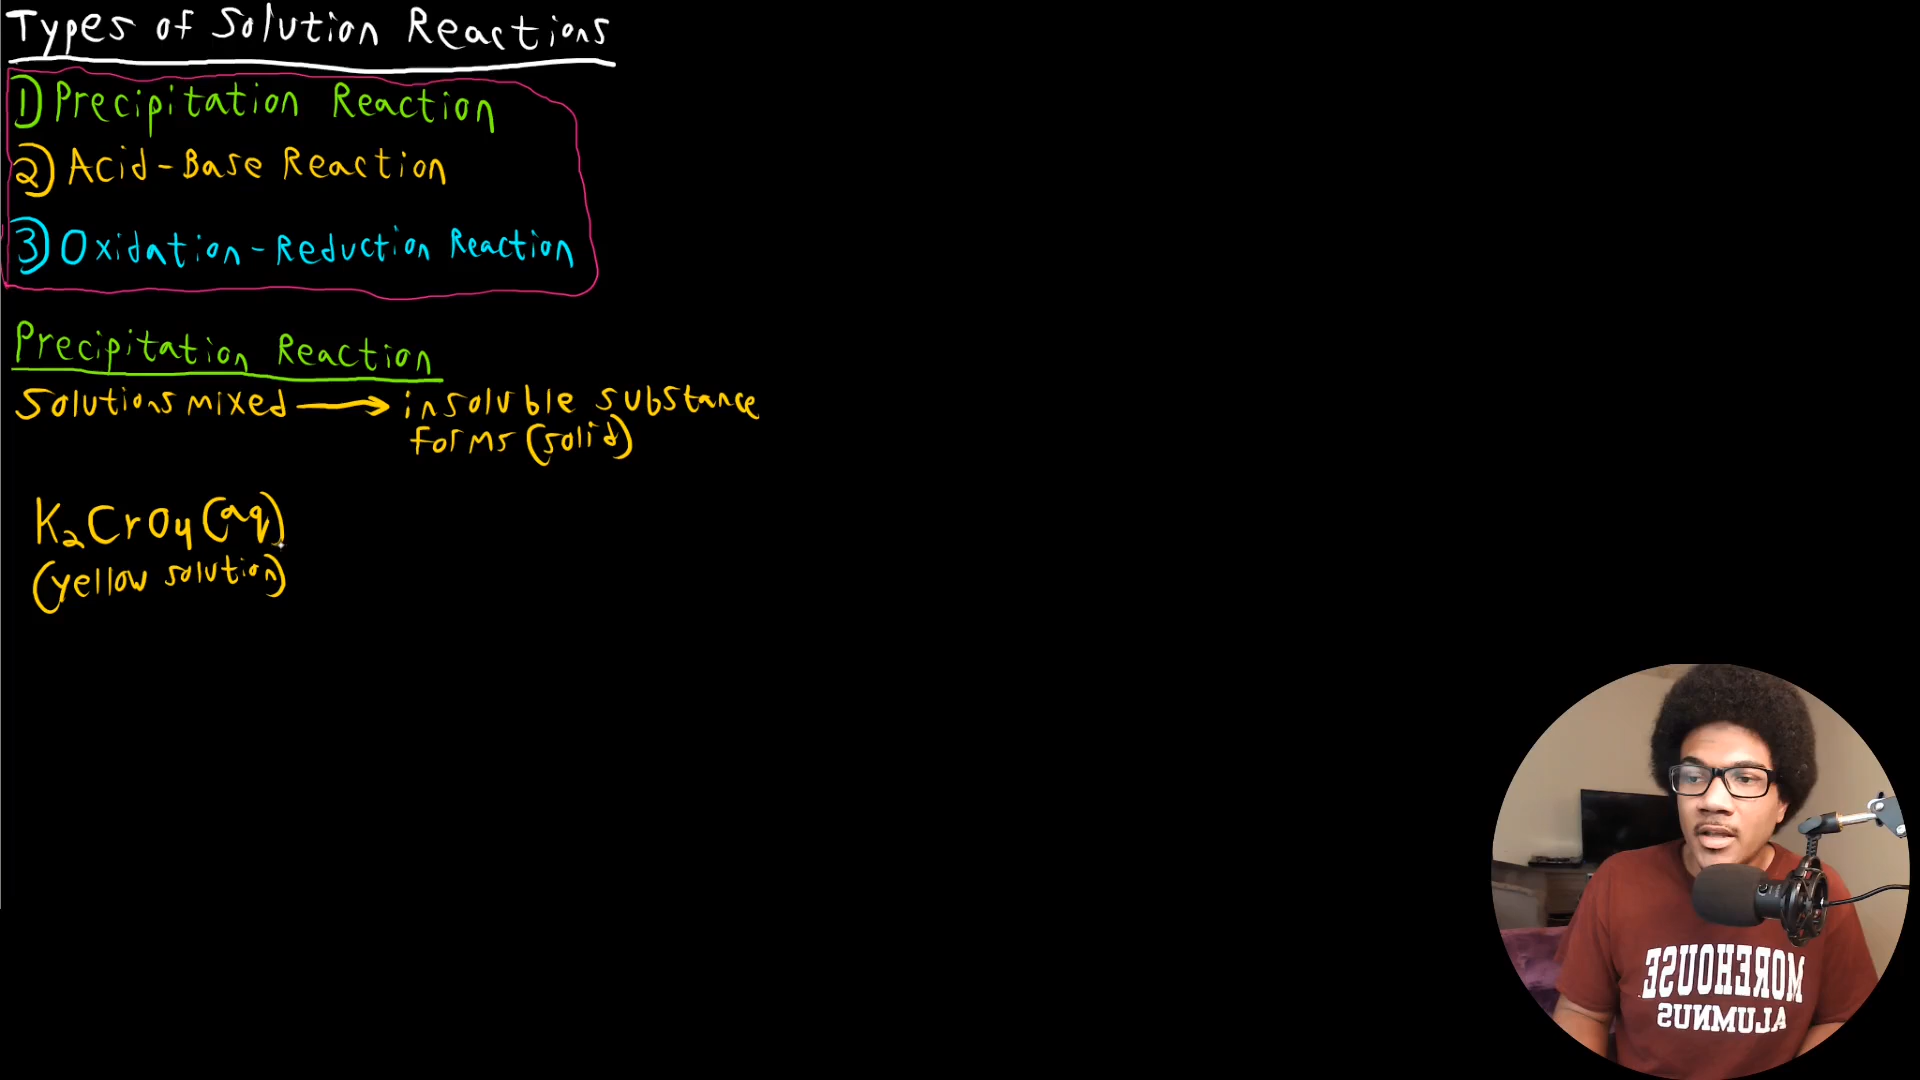 Types of Solution Reactions
1) Precipitation Reaction
2) Acid-Base Reaction
3) Oxidation-Reduction Reaction
Precipitation Reaction
Solutions mixed → insoluble substance
forms (solid)
K₂CrO₄(aq)
(yellow solution)
MOREHOUSE
ALUMNUS